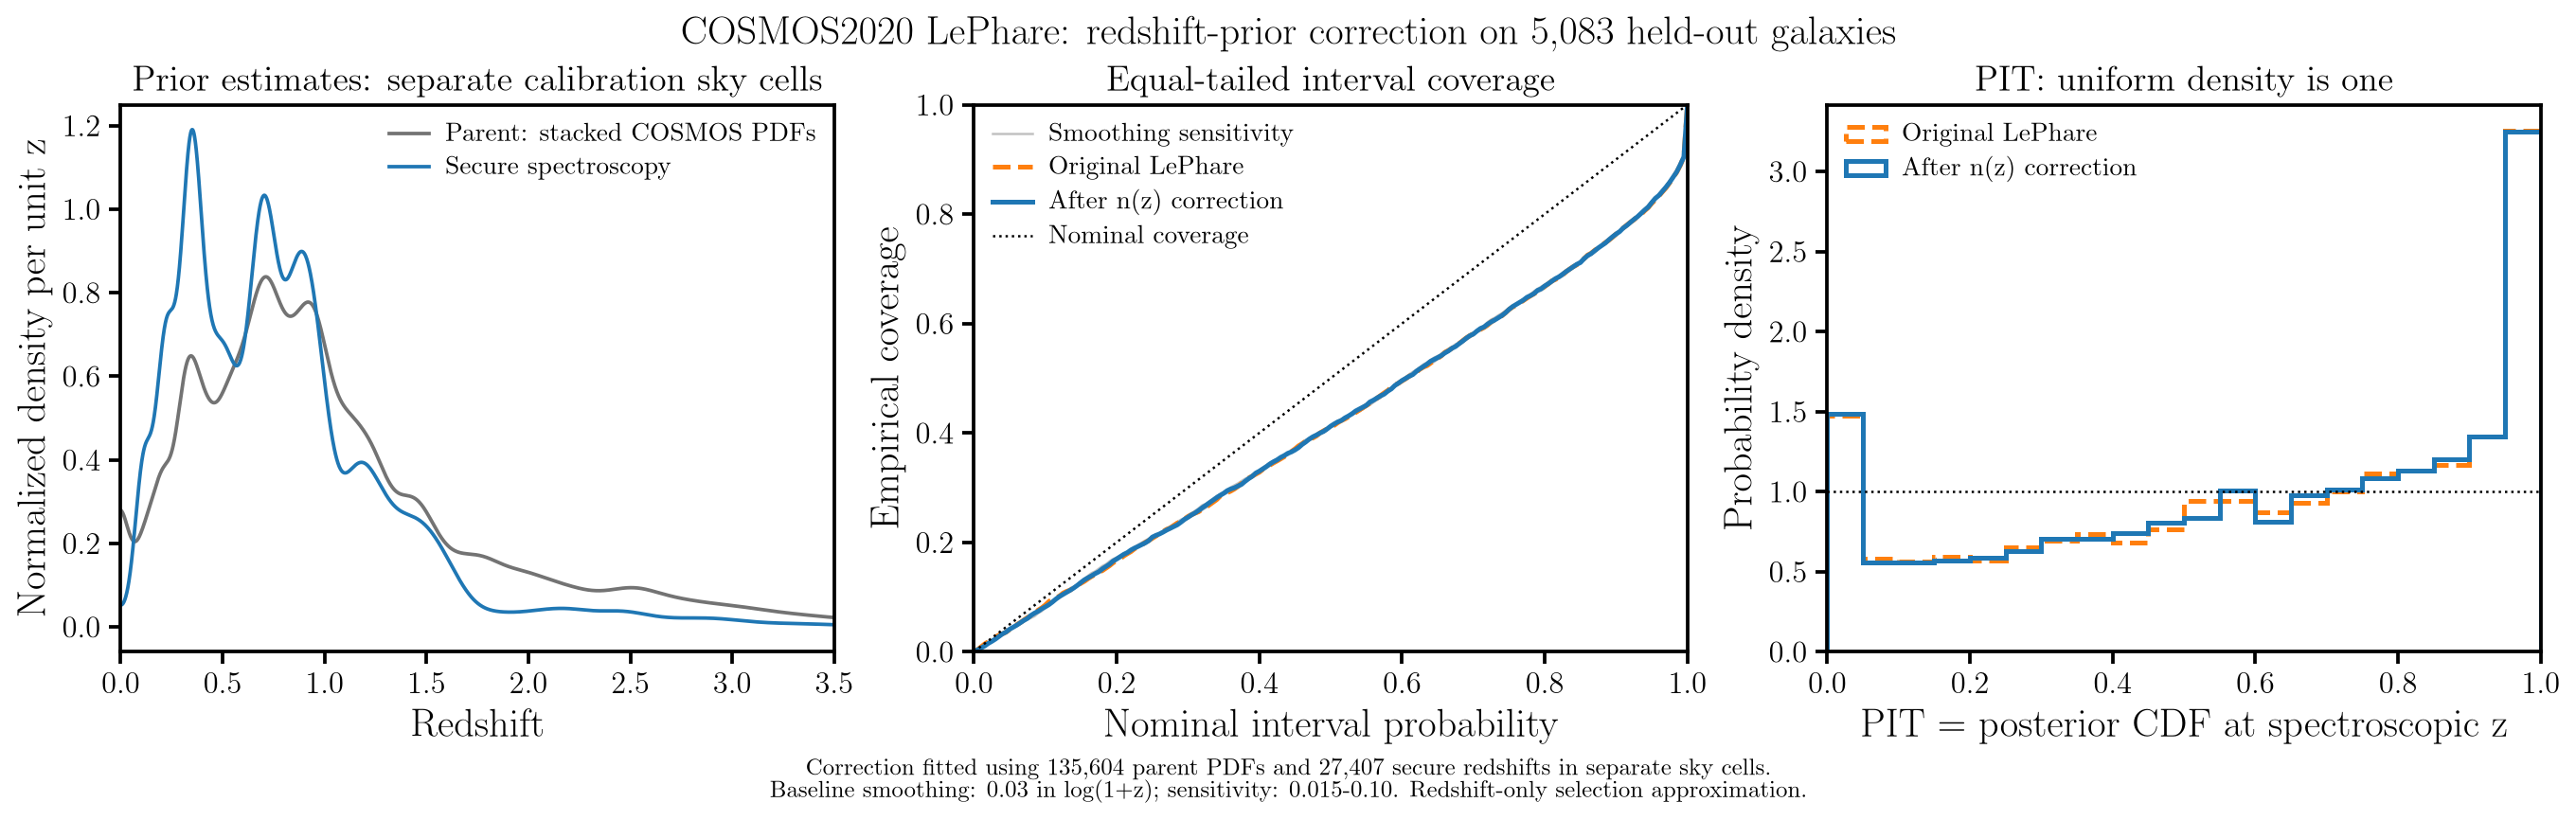 COSMOS2020 LePhare: redshift-prior correction on 5,083 held-out galaxies
Prior estimates: separate calibration sky cells
Normalized density per unit z
1.2
1.0
0.8
0.6
0.4
0.2
0.0
Parent: stacked COSMOS PDFs
Secure spectroscopy
0.0 0.5 1.0 1.5 2.0 2.5 3.0 3.5
Redshift
Equal-tailed interval coverage
Empirical coverage
1.0
0.8
0.6
0.4
0.2
0.0
Smoothing sensitivity
Original LePhare
After n(z) correction
Nominal coverage
0.0 0.2 0.4 0.6 0.8 1.0
Nominal interval probability
PIT: uniform density is one
Probability density
3.0
2.5
2.0
1.5
1.0
0.5
0.0
Original LePhare
After n(z) correction
0.0 0.2 0.4 0.6 0.8 1.0
PIT = posterior CDF at spectroscopic z
Correction fitted using 135,604 parent PDFs and 27,407 secure redshifts in separate sky cells.
Baseline smoothing: 0.03 in log(1+z); sensitivity: 0.015-0.10. Redshift-only selection approximation.